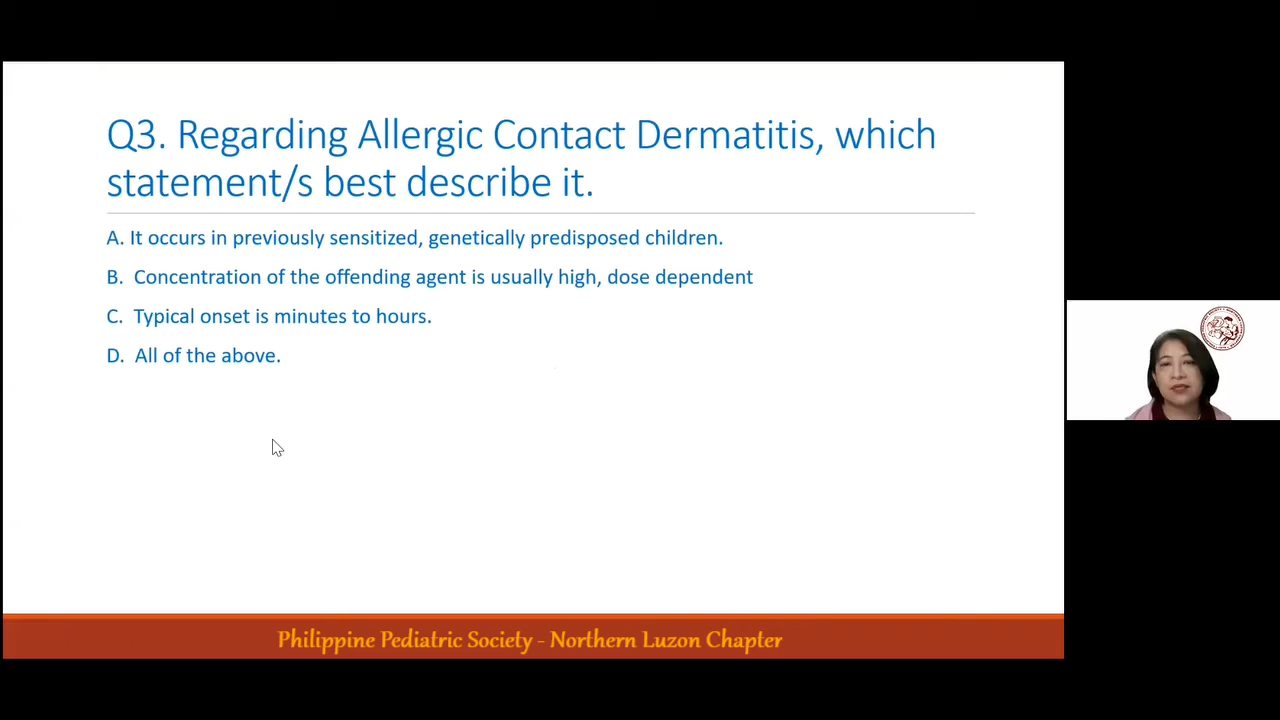 Q3. Regarding Allergic Contact Dermatitis, which
statement/s best describe it.
A. It occurs in previously sensitized, genetically predisposed children.
B. Concentration of the offending agent is usually high, dose dependent
C. Typical onset is minutes to hours.
D. All of the above.
Philippine Pediatric Society - Northern Luzon Chapter